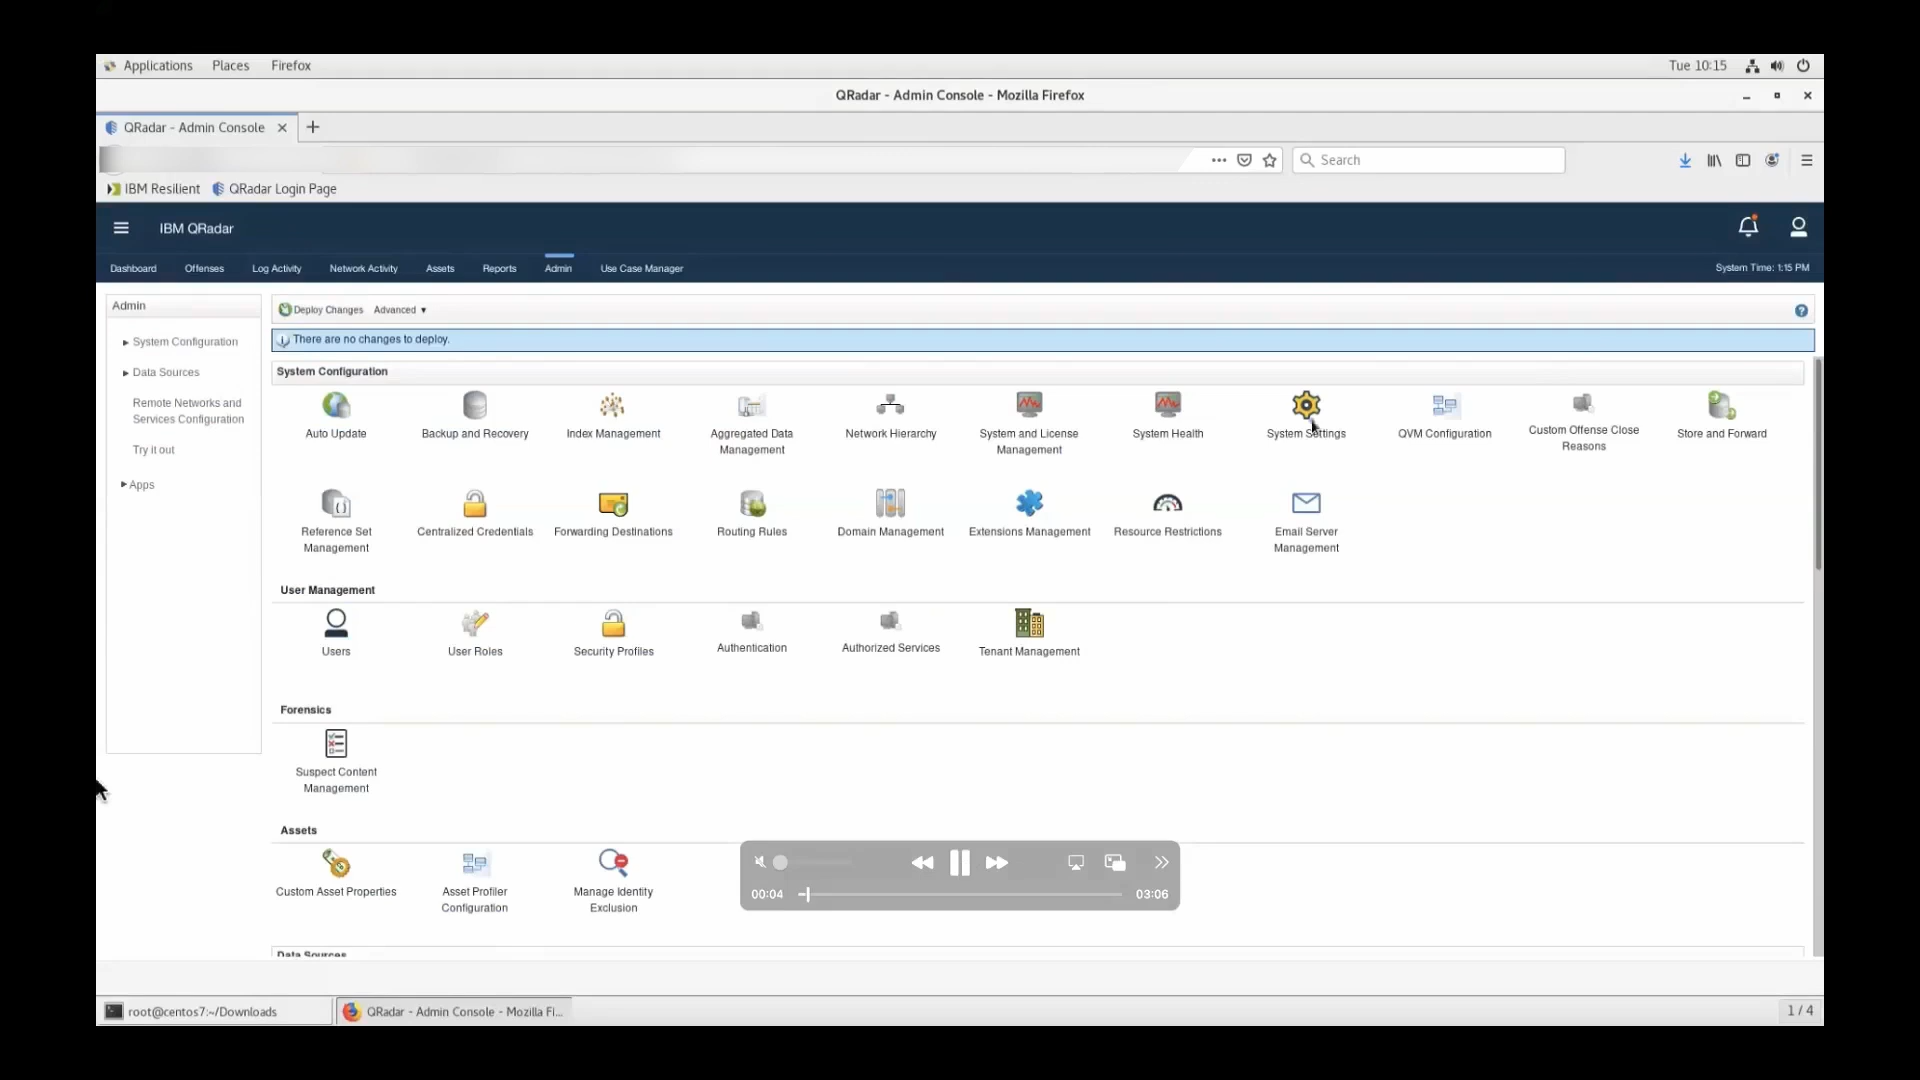 Applications Places Firefox Tue 10:15
QRadar - Admin Console - Mozilla Firefox
QRadar - Admin Console
Search
IBM Resilient QRadar Login Page
IBM QRadar
Dashboard Offenses Log Activity Network Activity Assets Reports Admin Use Case Manager System Time: 1:15 PM
Admin
System Configuration
Data Sources
Remote Networks and
Services Configuration
Try it out
Apps
Deploy Changes Advanced
There are no changes to deploy.
System Configuration
Auto Update
Backup and Recovery
Index Management
Aggregated Data
Management
Network Hierarchy
System and License
Management
System Health
System Settings
QVM Configuration
Custom Offense Close
Reasons
Store and Forward
Reference Set
Management
Centralized Credentials
Forwarding Destinations
Routing Rules
Domain Management
Extensions Management
Resource Restrictions
Email Server
Management
User Management
Users
User Roles
Security Profiles
Authentication
Authorized Services
Tenant Management
Forensics
Suspect Content
Management
Assets
Custom Asset Properties
Asset Profiler
Configuration
Manage Identity
Exclusion
00:04 03:06
Data Sources
root@centos7:~/Downloads
QRadar - Admin Console - Mozilla Fi...
1 / 4